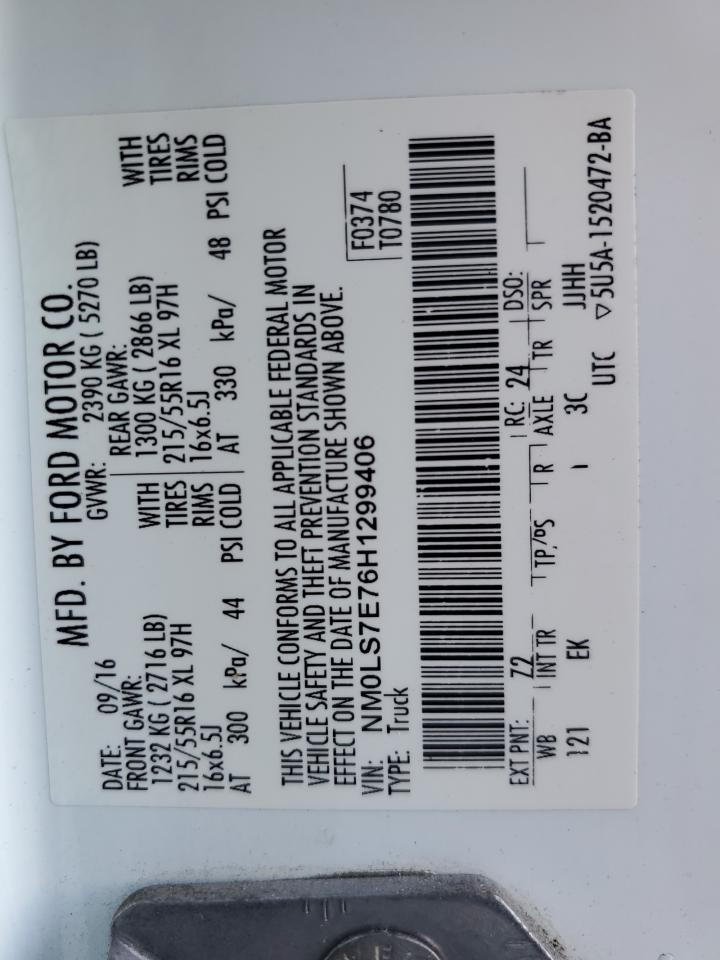 MFD. BY FORD MOTOR CO.
DATE: 09/16 GVWR: 2390 KG ( 5270 LB)
FRONT GAWR: REAR GAWR:
1232 KG ( 2716 LB) WITH 1300 KG ( 2866 LB) WITH
215/55R16 XL 97H TIRES 215/55R16 XL 97H TIRES
16x6.5J RIMS 16x6.5J RIMS
AT 300 kPa/ 44 PSI COLD AT 330 kPa/ 48 PSI COLD
THIS VEHICLE CONFORMS TO ALL APPLICABLE FEDERAL MOTOR
VEHICLE SAFETY AND THEFT PREVENTION STANDARDS IN
EFFECT ON THE DATE OF MANUFACTURE SHOWN ABOVE.
VIN: NM0LS7E76H1299406 F0374
TYPE: Truck T0780
EXT PNT: Z2 RC: 24 DSO:
WB INT TR TP/PS R AXLE TR SPR
121 EK I 3C JJHH
UTC ▽5U5A-1520472-BA